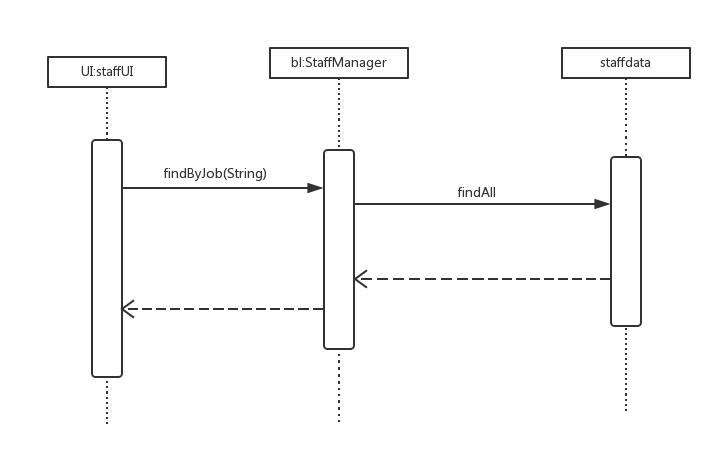 UI:staffUI
bl:StaffManager
staffdata
findByJob(String)
findAll